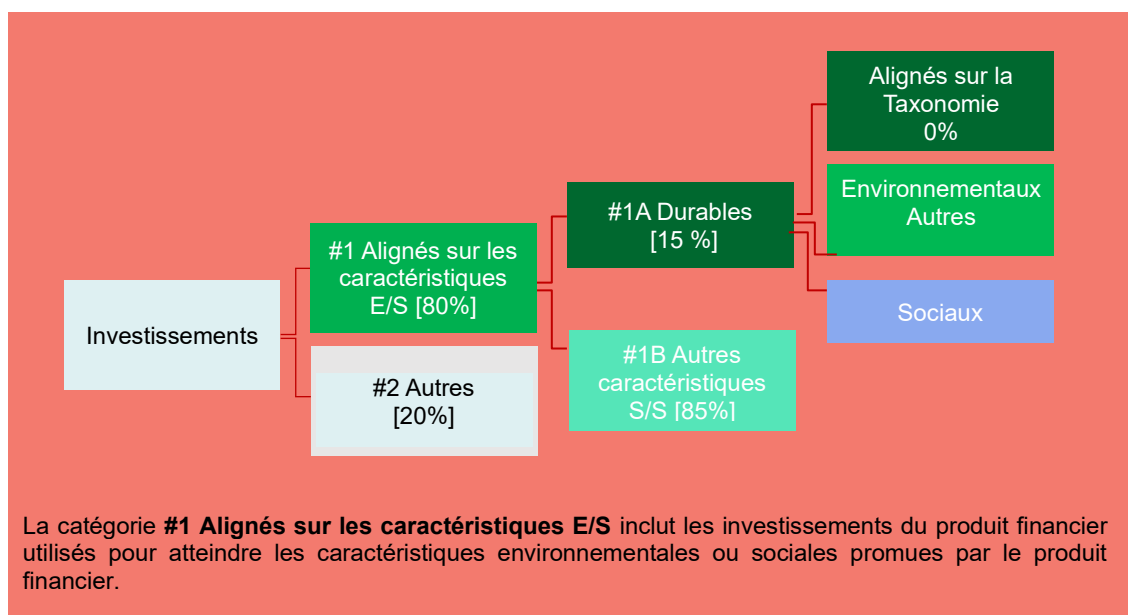 Alignés sur la
Taxonomie
0%
Environnementaux
Autres
#1A Durables
[15 %]
#1 Alignés sur les
caractéristiques
E/S [80%]
Sociaux
Investissements
#1B Autres
caractéristiques
S/S [85%]
#2 Autres
[20%]
La catégorie #1 Alignés sur les caractéristiques E/S inclut les investissements du produit financier
utilisés pour atteindre les caractéristiques environnementales ou sociales promues par le produit
financier.